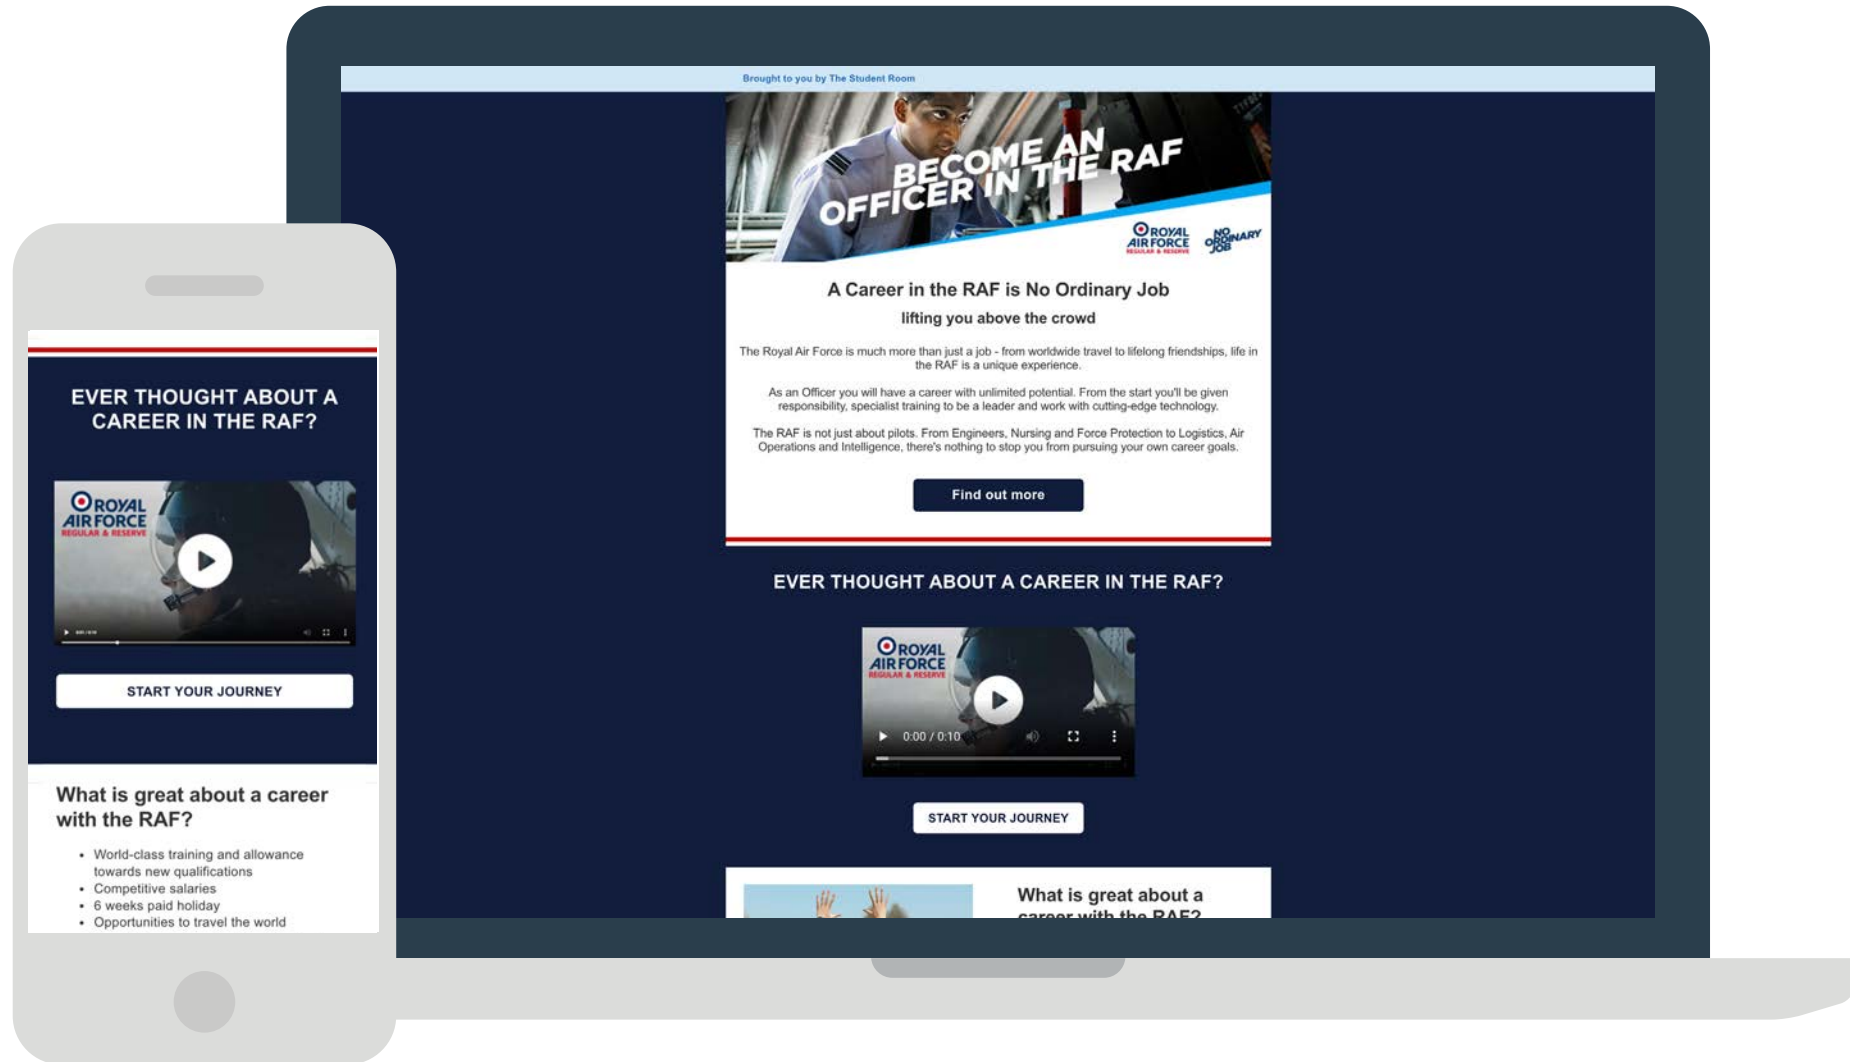 Brought to you by The Student Room
BECOME AN
OFFICER IN THE RAF
ROYAL
AIR FORCE
REGULAR & RESERVE
NO
ORDINARY
JOB
A Career in the RAF is No Ordinary Job
lifting you above the crowd
The Royal Air Force is much more than just a job - from worldwide travel to lifelong friendships, life in
the RAF is a unique experience.
As an Officer you will have a career with unlimited potential. From the start you'll be given
responsibility, specialist training to be a leader and work with cutting-edge technology.
The RAF is not just about pilots. From Engineers, Nursing and Force Protection to Logistics, Air
Operations and Intelligence, there's nothing to stop you from pursuing your own career goals.
Find out more
EVER THOUGHT ABOUT A CAREER IN THE RAF?
ROYAL
AIR FORCE
REGULAR & RESERVE
0:00 / 0:10
START YOUR JOURNEY
What is great about a
career with the RAF?
EVER THOUGHT ABOUT A
CAREER IN THE RAF?
ROYAL
AIR FORCE
REGULAR & RESERVE
START YOUR JOURNEY
What is great about a career
with the RAF?
• World-class training and allowance
towards new qualifications
• Competitive salaries
• 6 weeks paid holiday
• Opportunities to travel the world